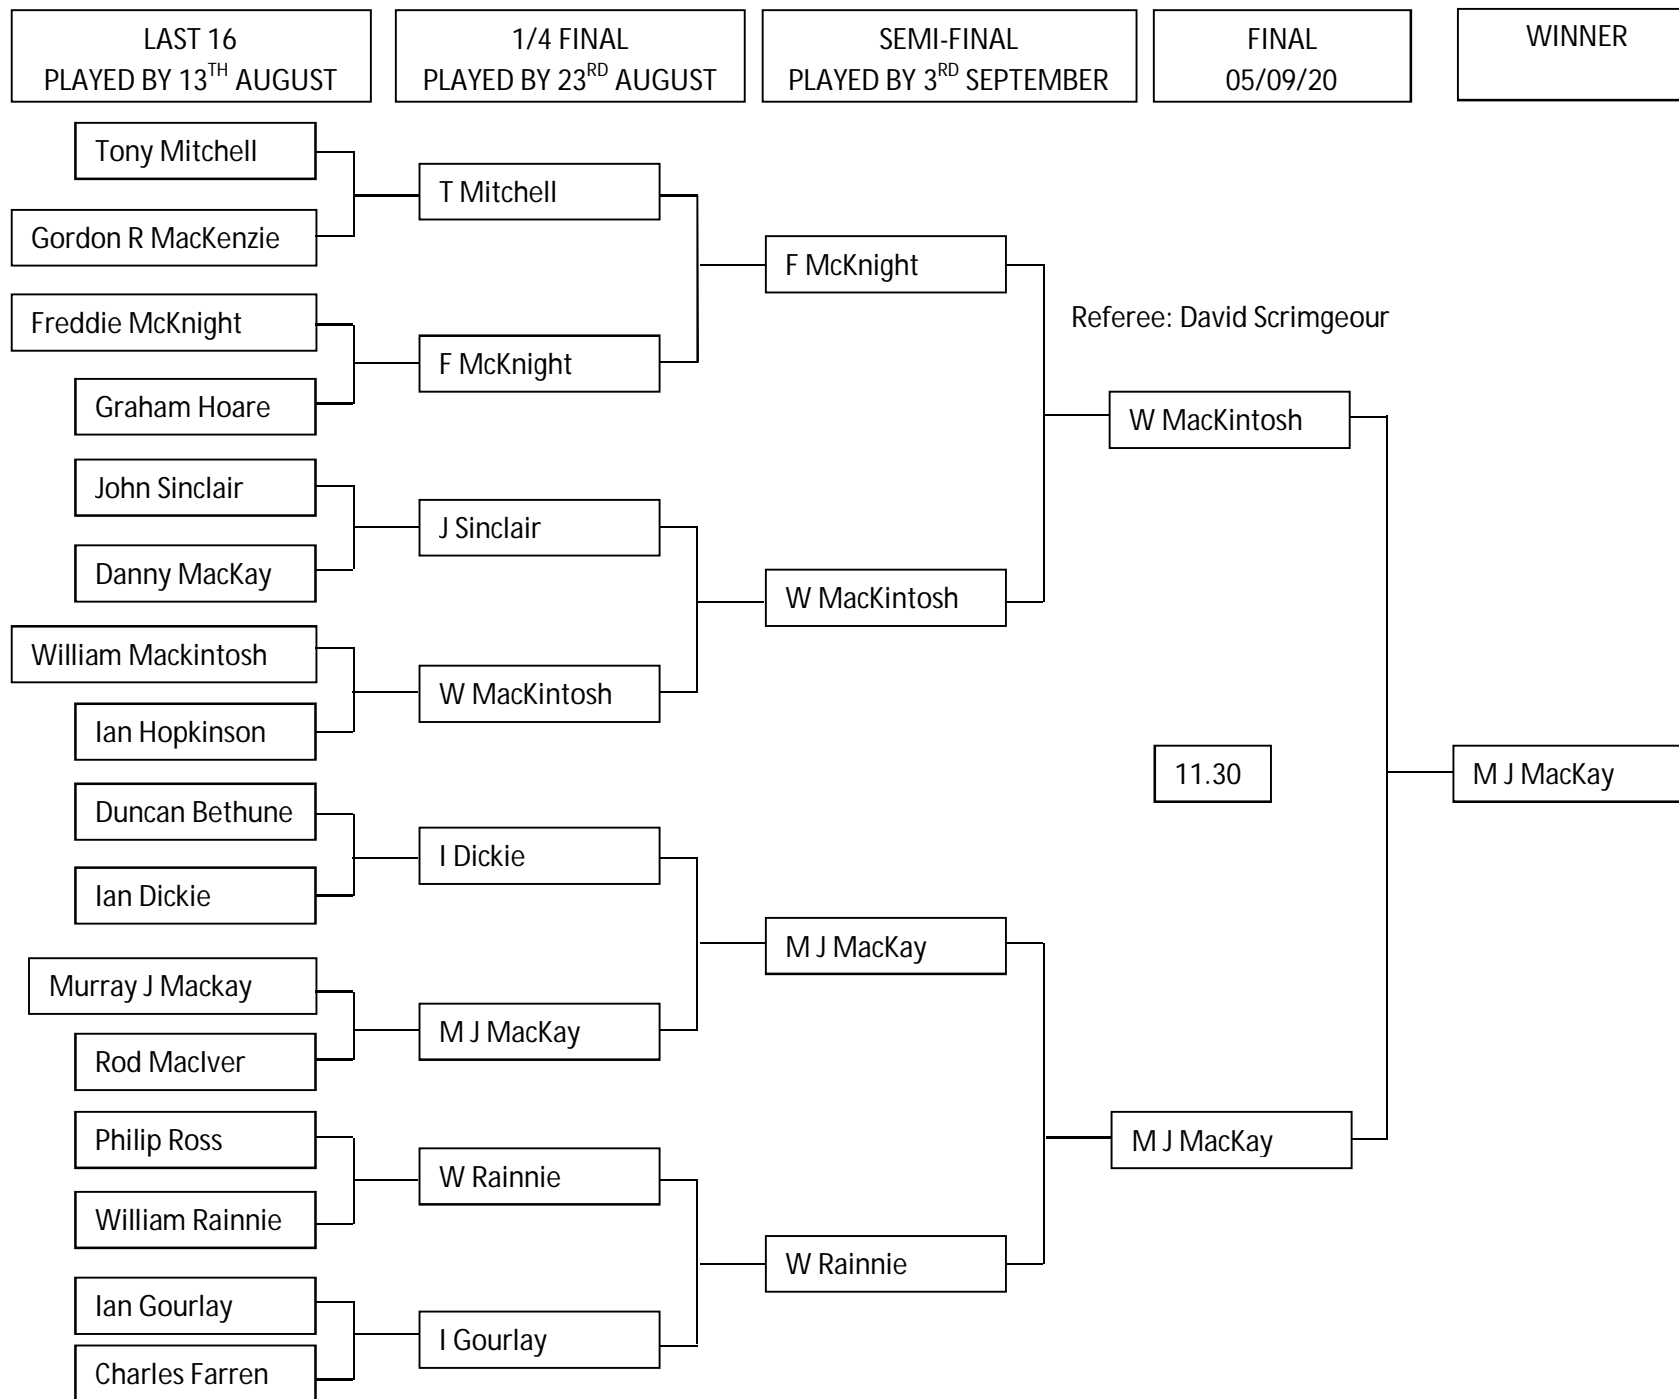 LAST 16
PLAYED BY 13TH AUGUST
1/4 FINAL
PLAYED BY 23RD AUGUST
SEMI-FINAL
PLAYED BY 3RD SEPTEMBER
FINAL
05/09/20
WINNER
Tony Mitchell
Gordon R MacKenzie
Freddie McKnight
Graham Hoare
John Sinclair
Danny MacKay
William Mackintosh
Ian Hopkinson
Duncan Bethune
Ian Dickie
Murray J Mackay
Rod MacIver
Philip Ross
William Rainnie
Ian Gourlay
Charles Farren
T Mitchell
F McKnight
J Sinclair
W MacKintosh
I Dickie
M J MacKay
W Rainnie
I Gourlay
F McKnight
W MacKintosh
M J MacKay
W Rainnie
Referee: David Scrimgeour
W MacKintosh
11.30
M J MacKay
M J MacKay